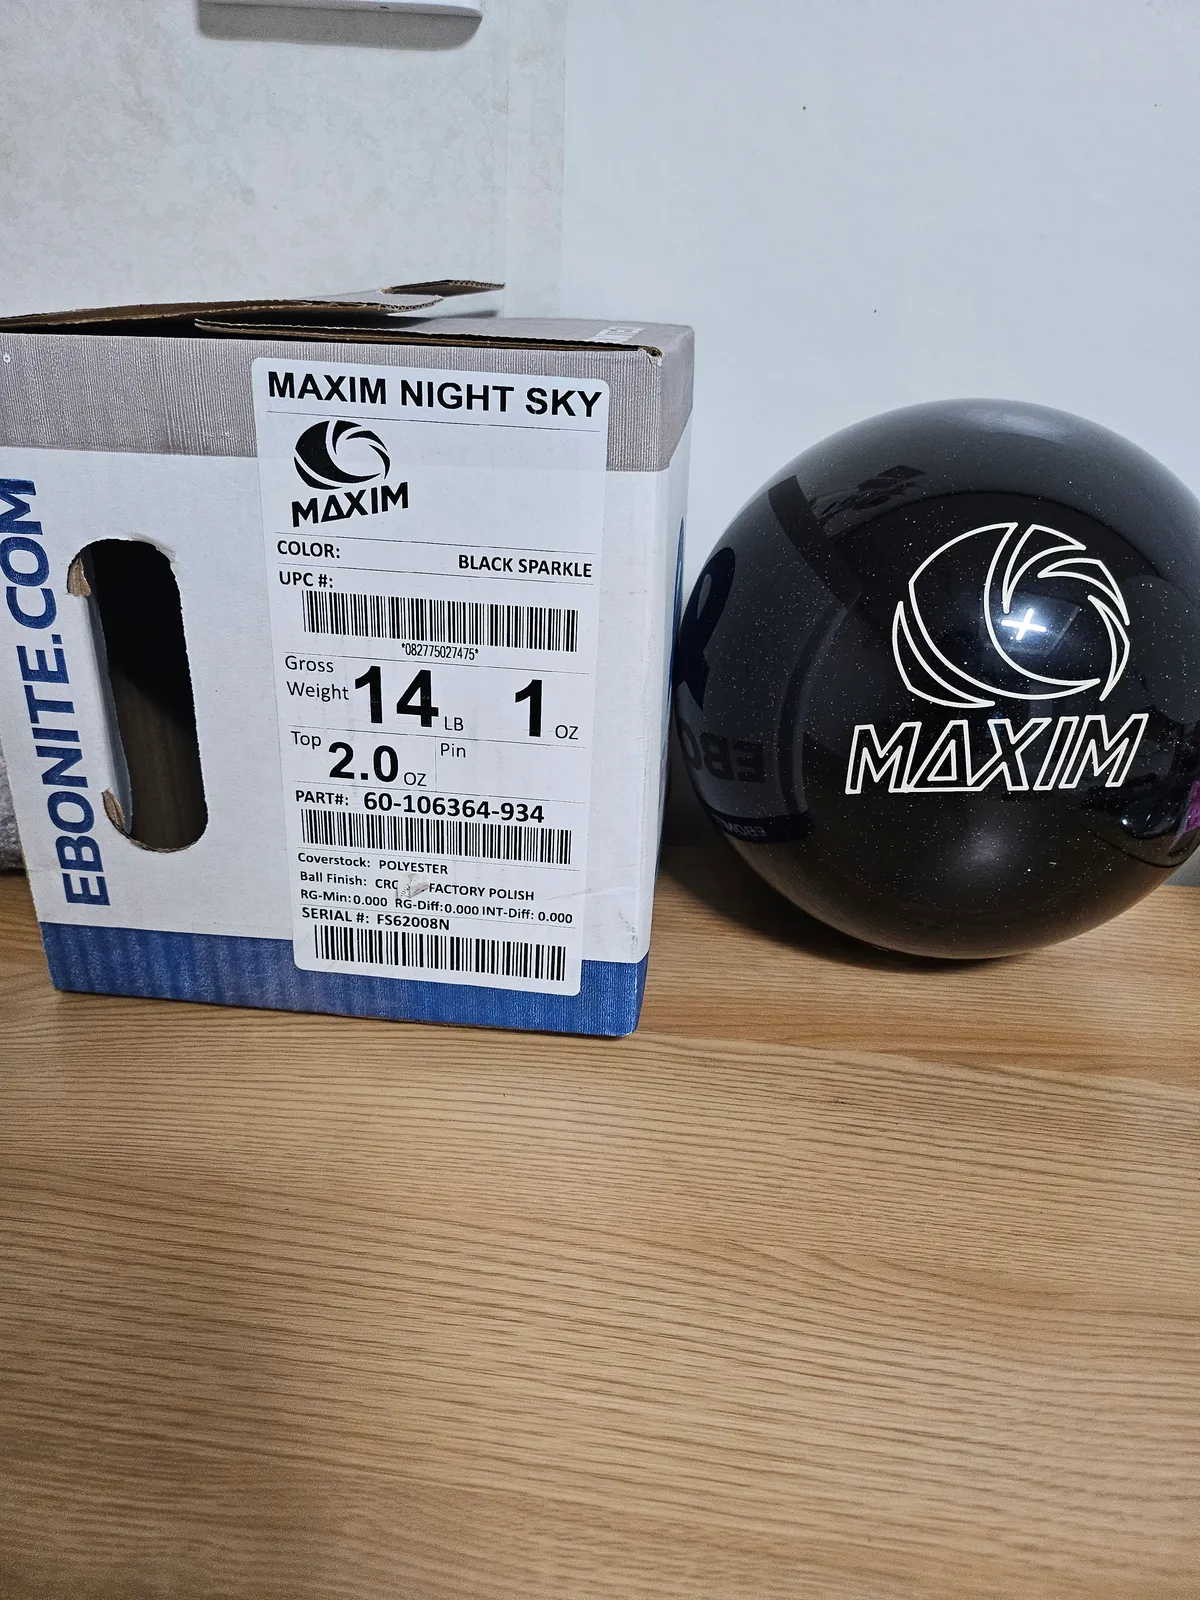 EBONITE.COM
MAXIM NIGHT SKY
MAXIM
COLOR: BLACK SPARKLE
UPC #:
*082775027475*
Gross Weight 14 LB 1 OZ
Top 2.0 OZ Pin
PART#: 60-106364-934
Coverstock: POLYESTER
Ball Finish: FACTORY POLISH
RG-Min: 0.000 RG-Diff: 0.000 INT-Diff: 0.000
SERIAL #: FS62008N
MAXIM